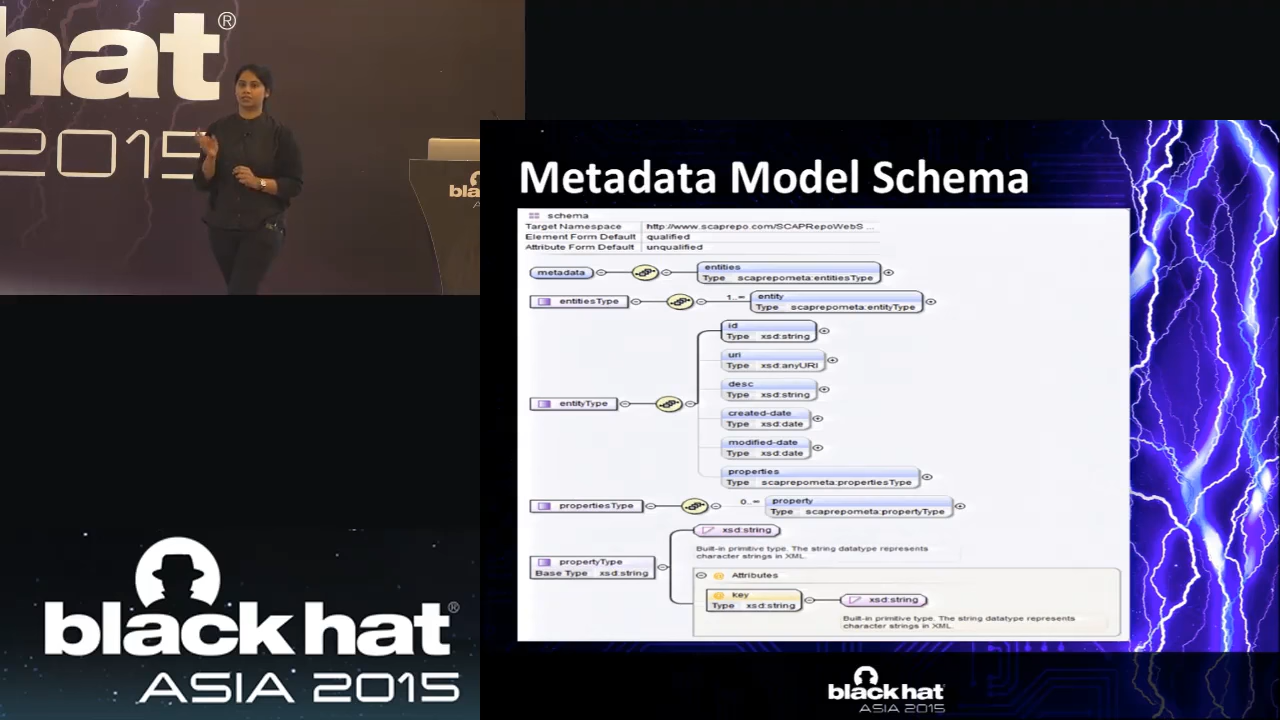 hat®
2015
bla
Metadata Model Schema
schema
Target Namespace http://www.scaprepo.com/SCAPRepoWebS ...
Element Form Default qualified
Attribute Form Default unqualified
metadata
entities
Type scaprepometa:entitiesType
entitiesType
1..∞
entity
Type scaprepometa:entityType
entityType
id
Type xsd:string
uri
Type xsd:anyURI
desc
Type xsd:string
created-date
Type xsd:date
modified-date
Type xsd:date
properties
Type scaprepometa:propertiesType
propertiesType
0..∞
property
Type scaprepometa:propertyType
propertyType
Base Type xsd:string
xsd:string
Built-in primitive type. The string datatype represents
character strings in XML.
Attributes
key
Type xsd:string
xsd:string
Built-in primitive type. The string datatype represents
character strings in XML.
black hat®
ASIA 2015
black hat
ASIA 2015